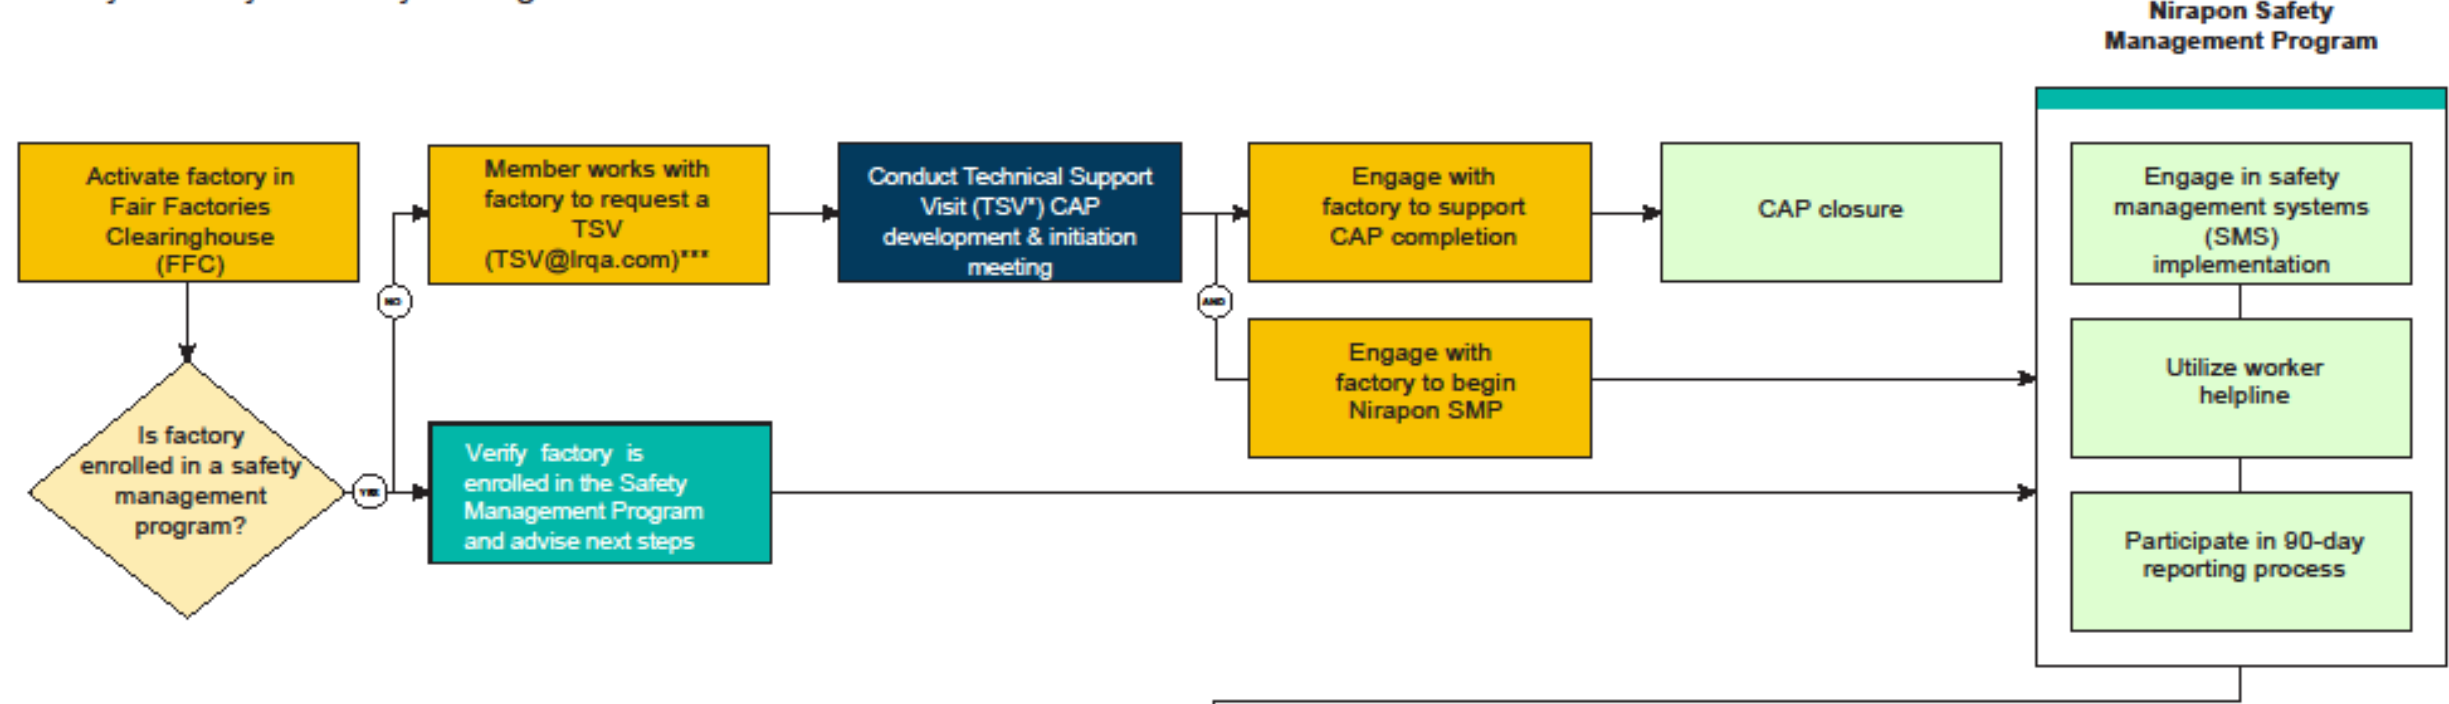 Nirapon Safety
Management Program
Activate factory in
Fair Factories
Clearinghouse
(FFC)
Member works with
factory to request a
TSV
(TSV@lrqa.com)***
Conduct Technical Support
Visit (TSV*) CAP
development & initiation
meeting
Engage with
factory to support
CAP completion
CAP closure
Engage in safety
management systems
(SMS)
implementation
NO
AND
Engage with
factory to begin
Nirapon SMP
Utilize worker
helpline
Is factory
enrolled in a safety
management
program?
YES
Verify factory is
enrolled in the Safety
Management Program
and advise next steps
Participate in 90-day
reporting process